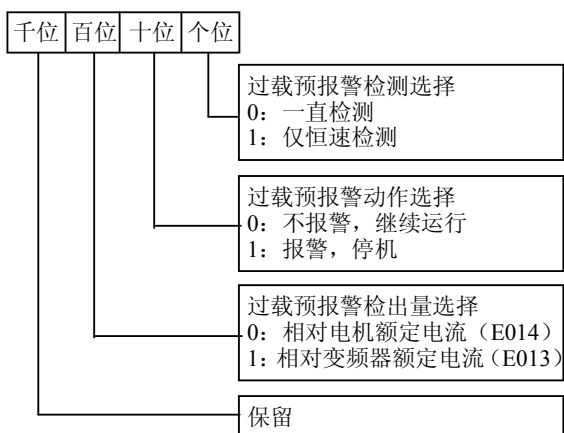 千位 百位 十位 个位
过载预报警检测选择
0：一直检测
1：仅恒速检测
过载预报警动作选择
0：不报警，继续运行
1：报警，停机
过载预报警检出量选择
0：相对电机额定电流（E014）
1：相对变频器额定电流（E013）
保留